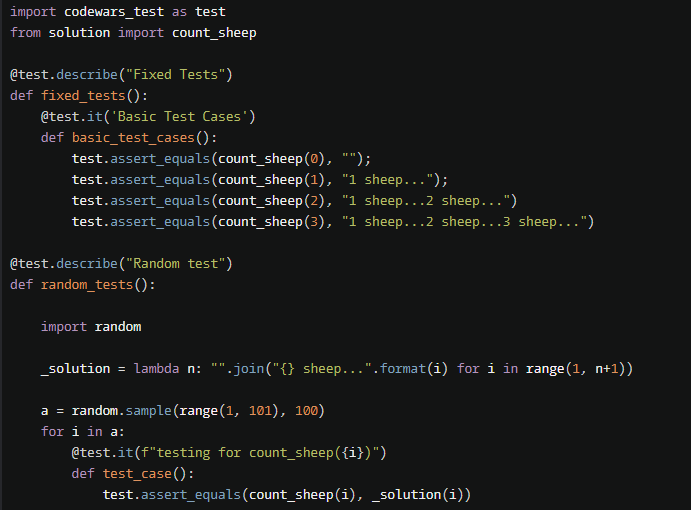 import codewars_test as test
from solution import count_sheep

@test.describe("Fixed Tests")
def fixed_tests():
    @test.it('Basic Test Cases')
    def basic_test_cases():
        test.assert_equals(count_sheep(0), "");
        test.assert_equals(count_sheep(1), "1 sheep...");
        test.assert_equals(count_sheep(2), "1 sheep...2 sheep...")
        test.assert_equals(count_sheep(3), "1 sheep...2 sheep...3 sheep...")

@test.describe("Random test")
def random_tests():

    import random

    _solution = lambda n: "".join("{} sheep...".format(i) for i in range(1, n+1))

    a = random.sample(range(1, 101), 100)
    for i in a:
        @test.it(f"testing for count_sheep({i})")
        def test_case():
            test.assert_equals(count_sheep(i), _solution(i))